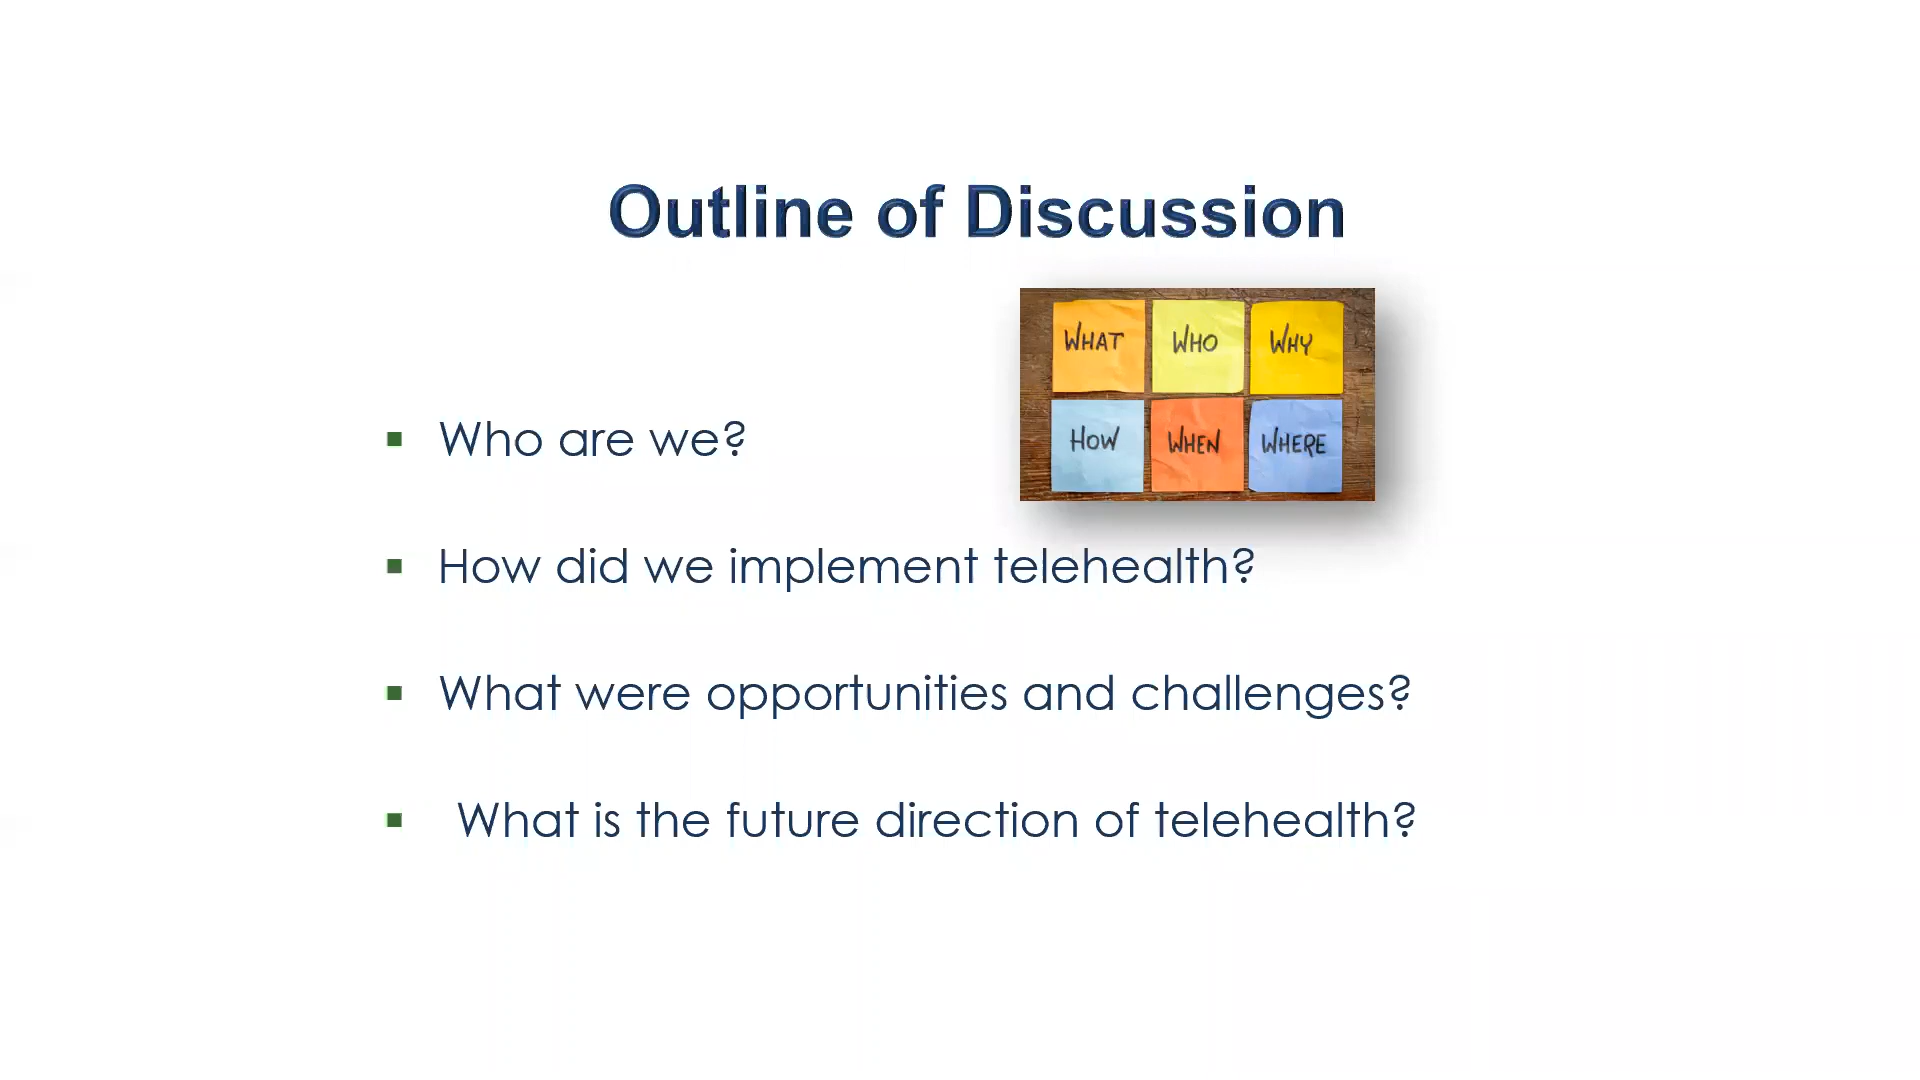 Outline of Discussion
WHAT WHO WHY
HOW WHEN WHERE
Who are we?
How did we implement telehealth?
What were opportunities and challenges?
What is the future direction of telehealth?